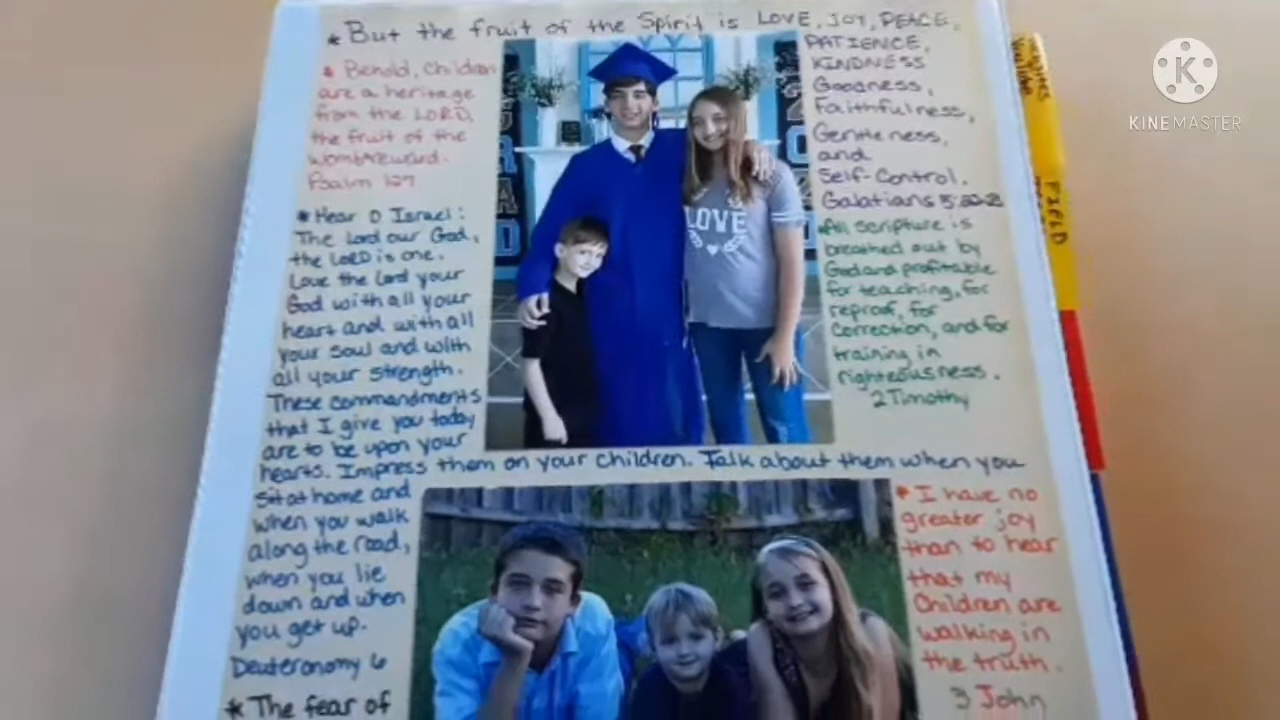 * But the fruit of the Spirit is LOVE, JOY, PEACE,
PATIENCE,
KINDNESS
Goodness,
Faithfulness,
Gentleness,
and
Self-Control.
Galatians 5:22-23
* Behold, Children
are a heritage
from the LORD,
the fruit of the
womb reward.
Psalm 127
* Hear O Israel:
The Lord our God,
the LORD is one.
Love the Lord your
God with all your
heart and with all
your soul and with
all your strength.
These commandments
that I give you today
are to be upon your
hearts. Impress them on your children. Talk about them when you
sit at home and
when you walk
along the road,
when you lie
down and when
you get up.
Deuteronomy 6
* The fear of
All scripture is
breathed out by
God and profitable
for teaching, for
reproof, for
correction, and for
training in
righteousness.
2 Timothy
* I have no
greater joy
than to hear
that my
Children are
walking in
the truth.
3 John
LOVE
FIELD
KINEMASTER